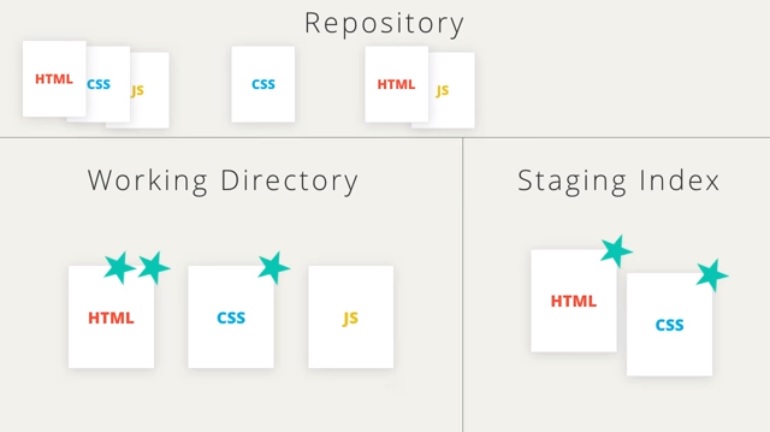 Repository
HTML CSS JS CSS HTML JS
Working Directory
Staging Index
HTML CSS JS
HTML CSS